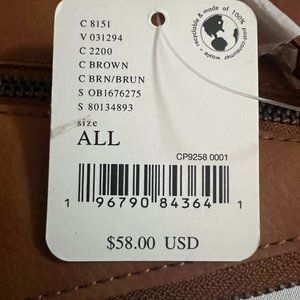 C 8151
V 031294
C 2200
C BROWN
C BRN/BRUN
S OB1676275
S 80134893
size
ALL
recyclable & made of 100% post-consumer waste
CP9258 0001
1 96790 84364 1
$58.00 USD